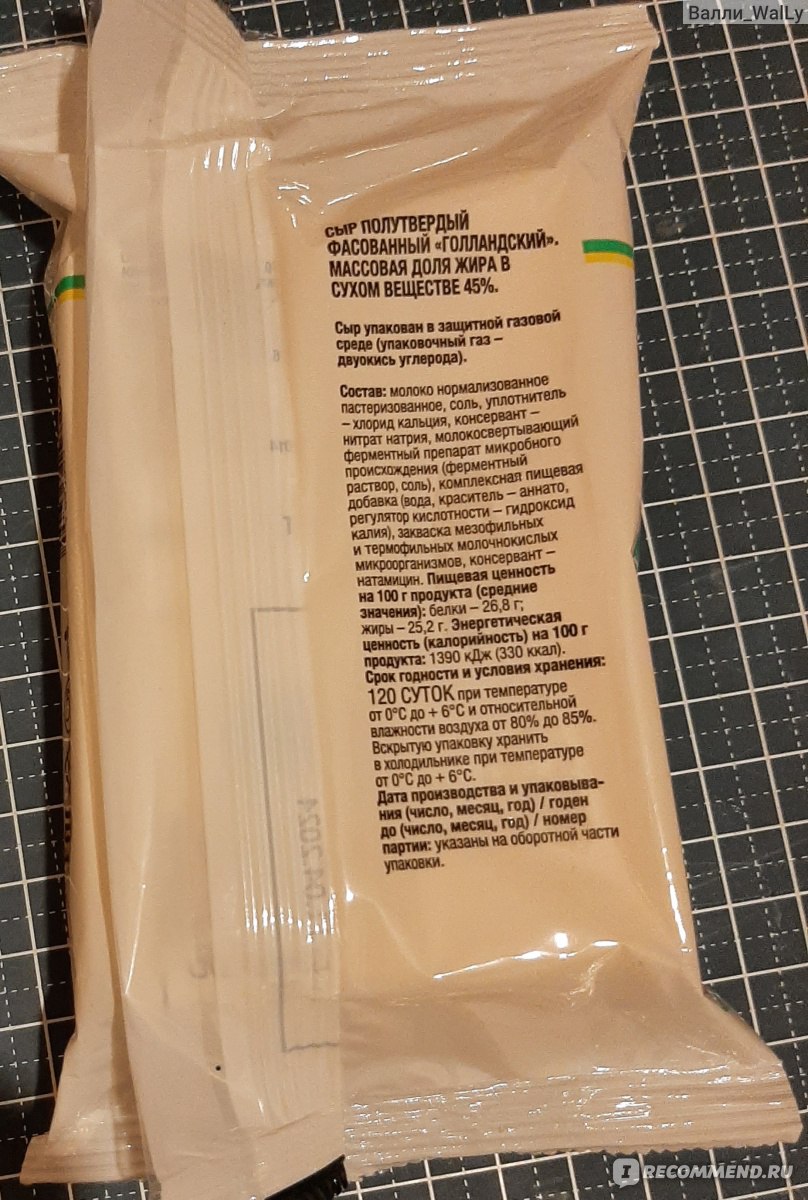 Валли_WalLy
СЫР ПОЛУТВЕРДЫЙ
ФАСОВАННЫЙ «ГОЛЛАНДСКИЙ».
МАССОВАЯ ДОЛЯ ЖИРА В
СУХОМ ВЕЩЕСТВЕ 45%.
Сыр упакован в защитной газовой
среде (упаковочный газ –
двуокись углерода).
Состав: молоко нормализованное
пастеризованное, соль, уплотнитель
– хлорид кальция, консервант –
нитрат натрия, молокосвертывающий
ферментный препарат микробного
происхождения (ферментный
раствор, соль), комплексная пищевая
добавка (вода, краситель – аннато,
регулятор кислотности – гидроксид
калия), закваска мезофильных
и термофильных молочнокислых
микроорганизмов, консервант –
натамицин. Пищевая ценность
на 100 г продукта (средние
значения): белки – 26,8 г;
жиры – 25,2 г. Энергетическая
ценность (калорийность) на 100 г
продукта: 1390 кДж (330 ккал).
Срок годности и условия хранения:
120 СУТОК при температуре
от 0°С до + 6°С и относительной
влажности воздуха от 80% до 85%.
Вскрытую упаковку хранить
в холодильнике при температуре
от 0°С до + 6°С.
Дата производства и упаковыва-
ния (число, месяц, год) / годен
до (число, месяц, год) / номер
партии: указаны на оборотной части
упаковки.
IRECOMMEND.RU